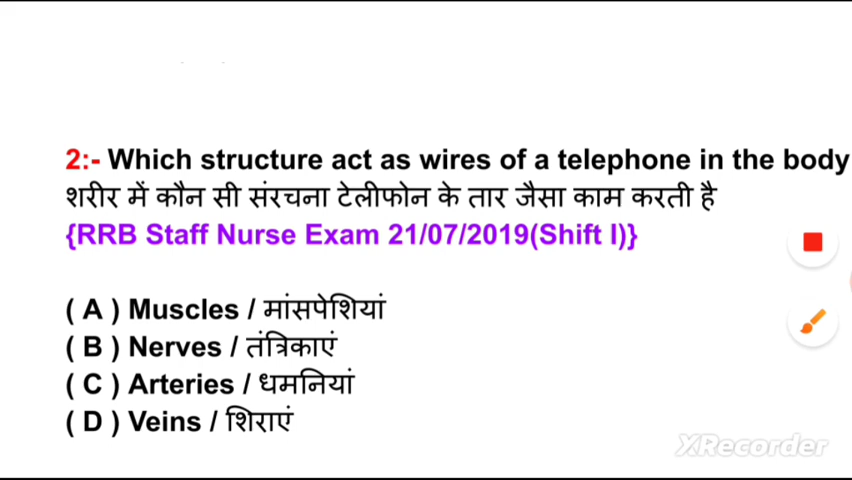 2:- Which structure act as wires of a telephone in the body
शरीर में कौन सी संरचना टेलीफोन के तार जैसा काम करती है
{RRB Staff Nurse Exam 21/07/2019(Shift I)}
( A ) Muscles / मांसपेशियां
( B ) Nerves / तंत्रिकाएं
( C ) Arteries / धमनियां
( D ) Veins / शिराएं
XRecorder